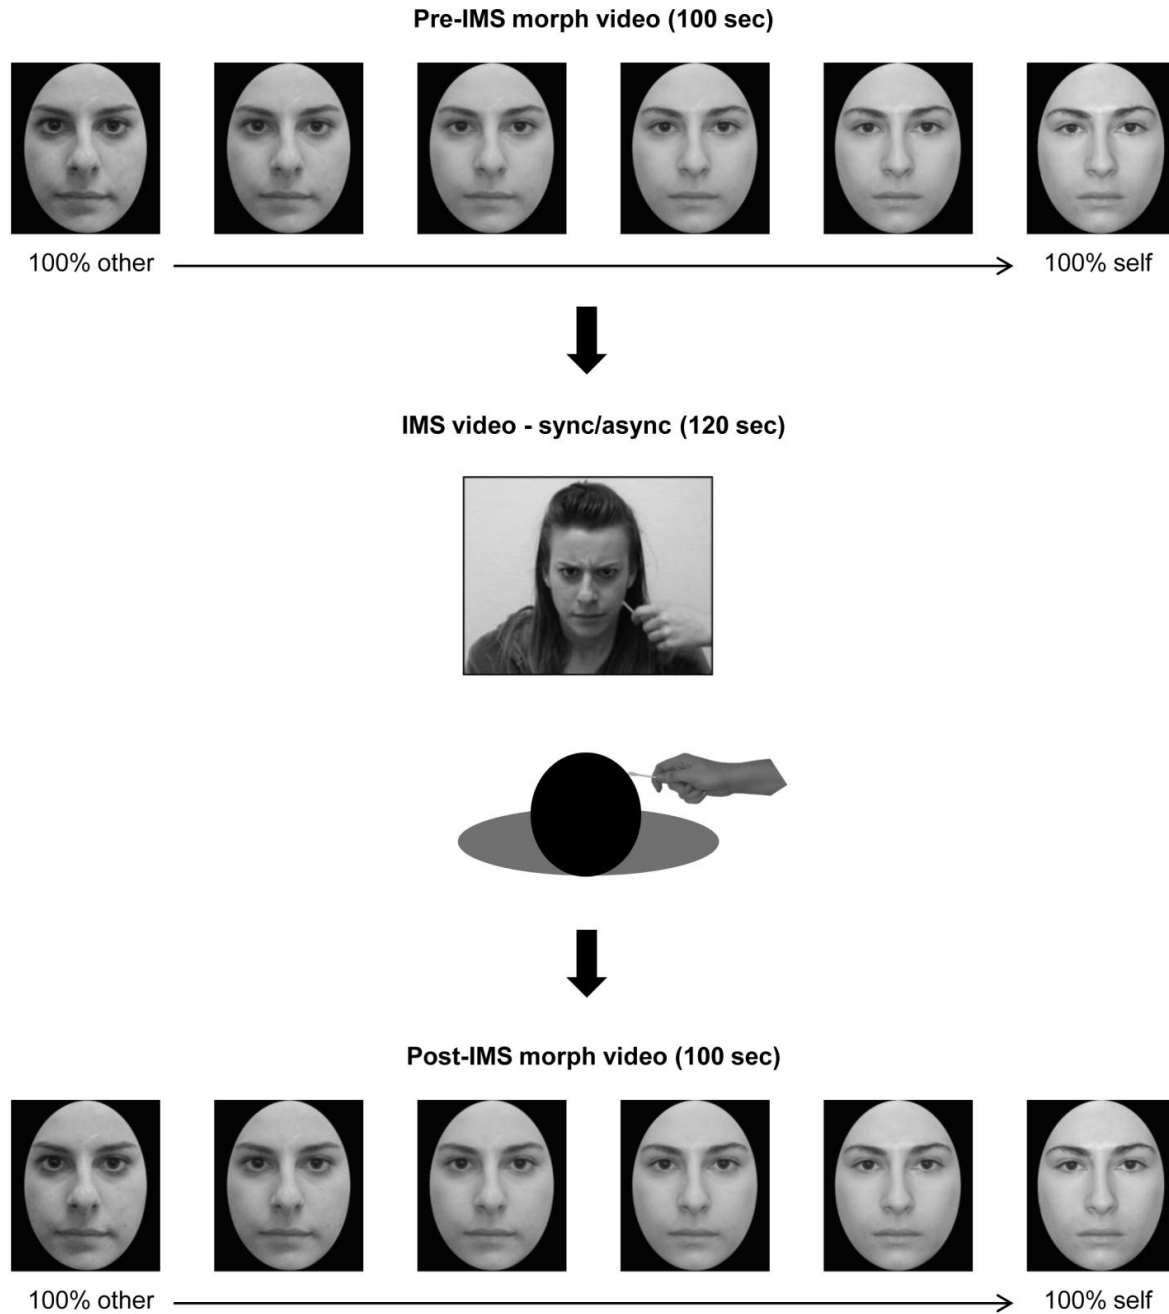 Pre-IMS morph video (100 sec)
100% other
100% self
IMS video - sync/async (120 sec)
Post-IMS morph video (100 sec)
100% other
100% self